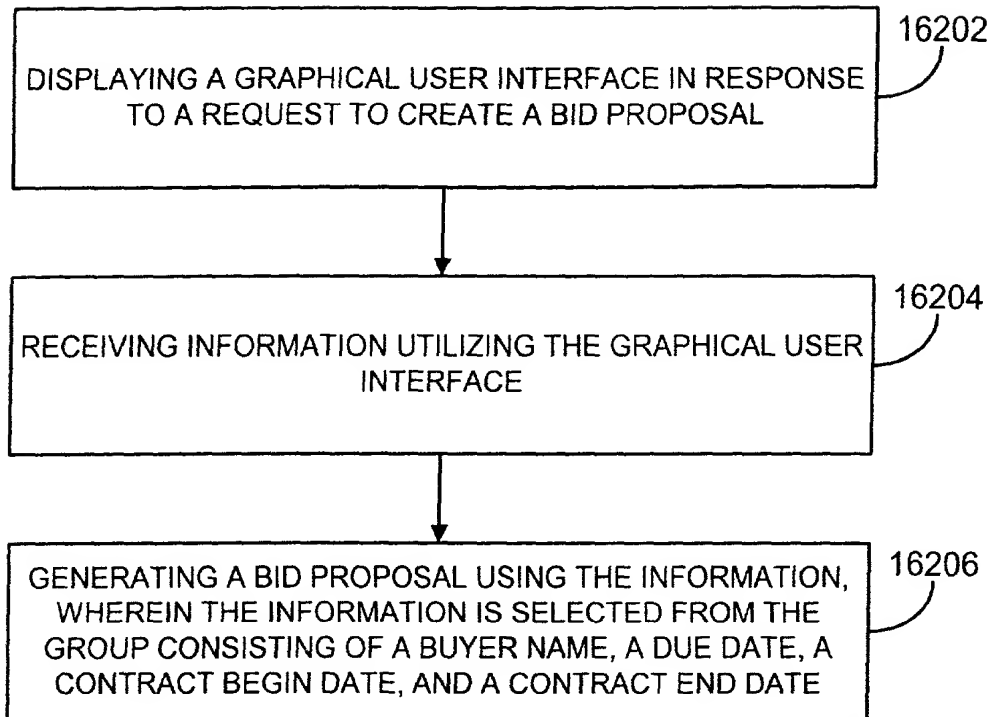 16202
DISPLAYING A GRAPHICAL USER INTERFACE IN RESPONSE
TO A REQUEST TO CREATE A BID PROPOSAL
16204
RECEIVING INFORMATION UTILIZING THE GRAPHICAL USER
INTERFACE
16206
GENERATING A BID PROPOSAL USING THE INFORMATION,
WHEREIN THE INFORMATION IS SELECTED FROM THE
GROUP CONSISTING OF A BUYER NAME, A DUE DATE, A
CONTRACT BEGIN DATE, AND A CONTRACT END DATE